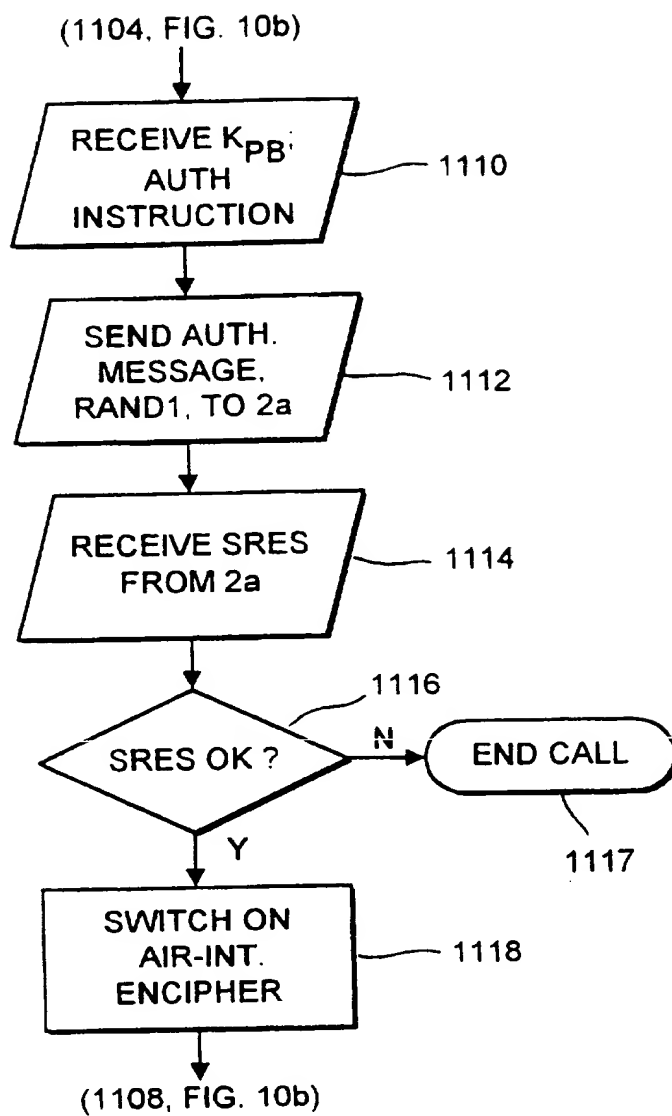 (1104, FIG. 10b)
RECEIVE KPB;
AUTH
INSTRUCTION
1110
SEND AUTH.
MESSAGE,
RAND1, TO 2a
1112
RECEIVE SRES
FROM 2a
1114
1116
SRES OK ?
N
END CALL
1117
Y
SWITCH ON
AIR-INT.
ENCIPHER
1118
(1108, FIG. 10b)